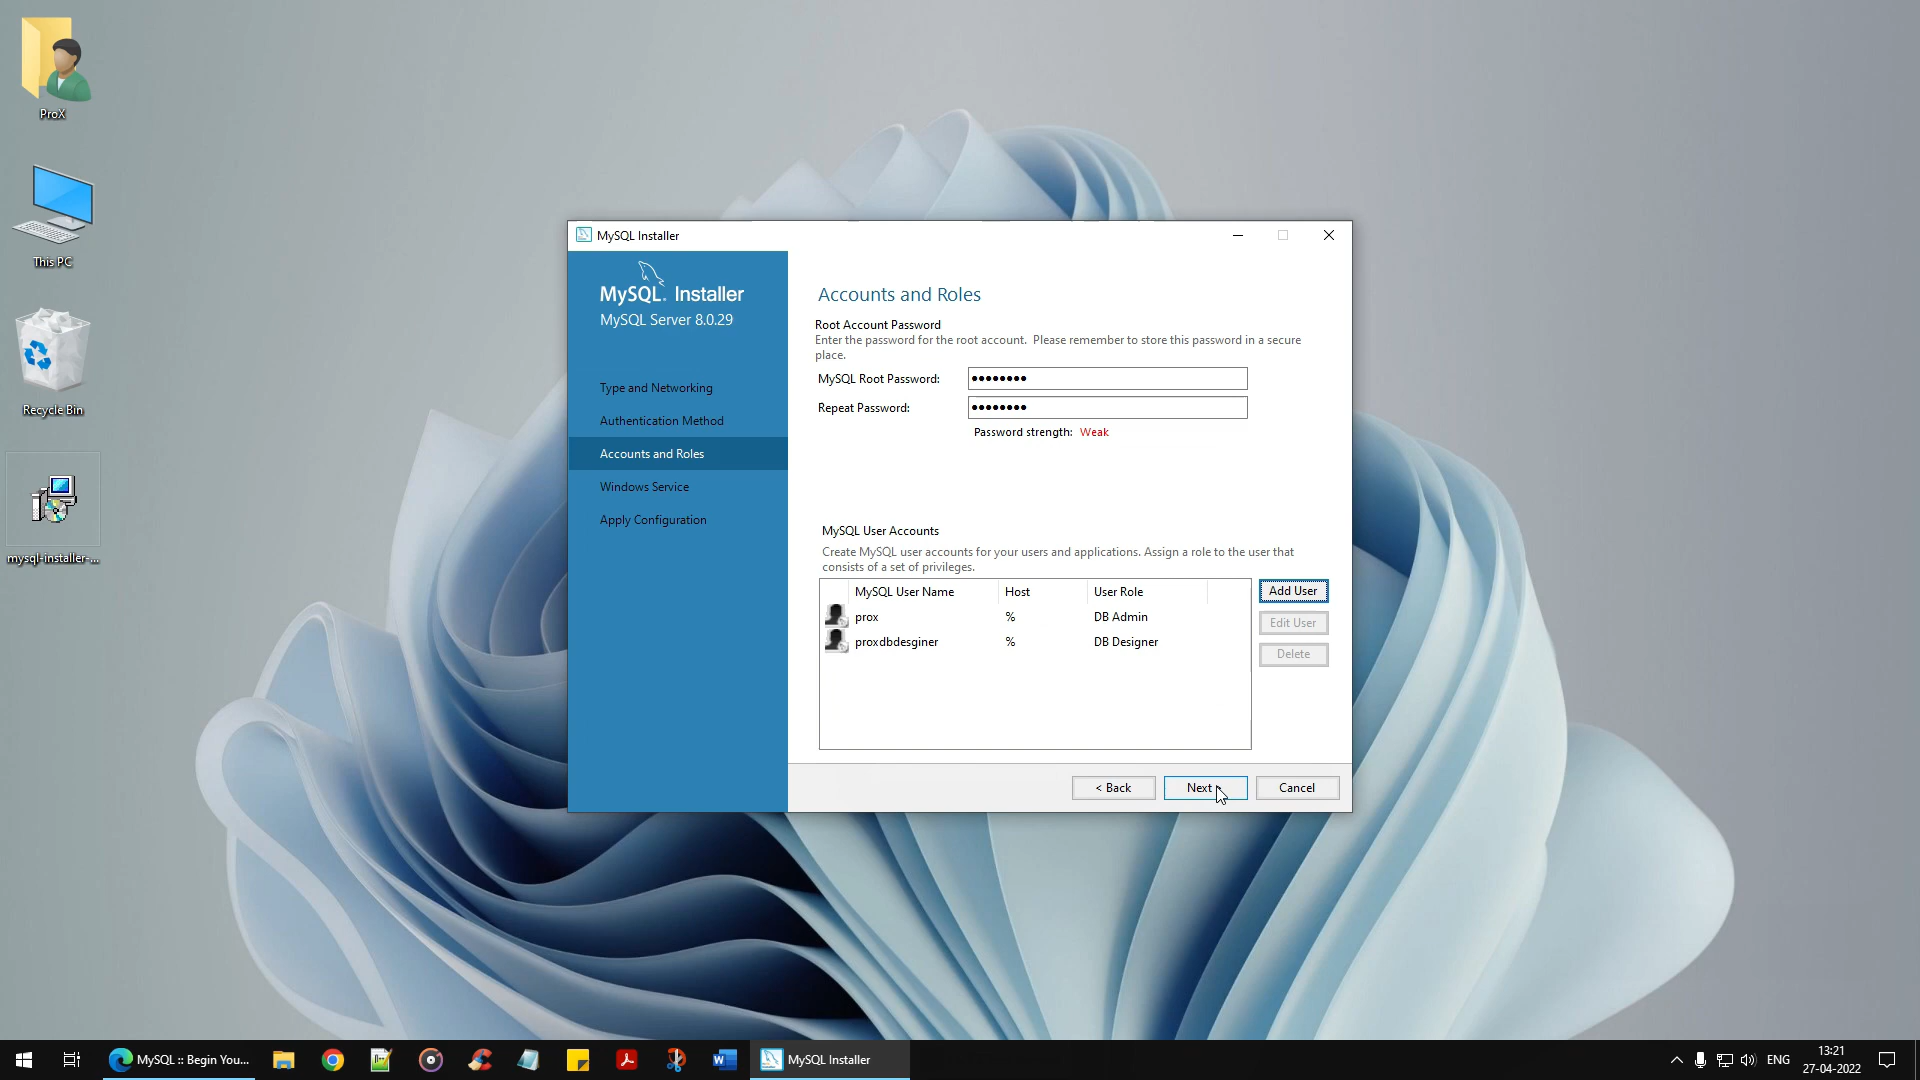 ProX
This PC
Recycle Bin
mysql-installer-...
MySQL Installer
MySQL. Installer
MySQL Server 8.0.29
Type and Networking
Authentication Method
Accounts and Roles
Windows Service
Apply Configuration
Accounts and Roles
Root Account Password
Enter the password for the root account.  Please remember to store this password in a secure
place.
MySQL Root Password: ●●●●●●●●
Repeat Password: ●●●●●●●●
Password strength: Weak
MySQL User Accounts
Create MySQL user accounts for your users and applications. Assign a role to the user that
consists of a set of privileges.
MySQL User Name Host User Role
prox % DB Admin
proxdbdesginer % DB Designer
Add User
Edit User
Delete
< Back
Next
Cancel
MySQL :: Begin You...
MySQL Installer
ENG
13:21
27-04-2022